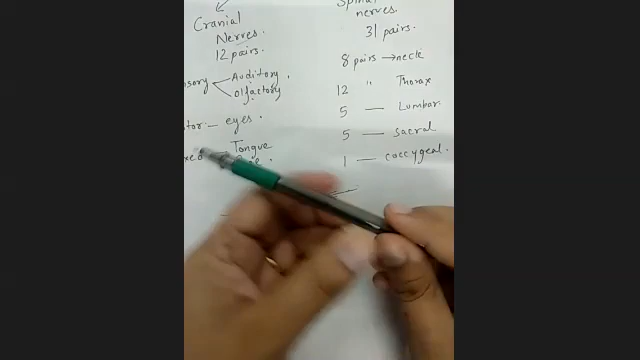 Cranial
Nerves.
12 pairs.
Auditory
Olfactory
eyes.
Tongue
Spinal
nerves.
31 pairs.
8 pairs → neck
12 " Thorax
5 — Lumbar
5 — sacral
1 — coccygeal.